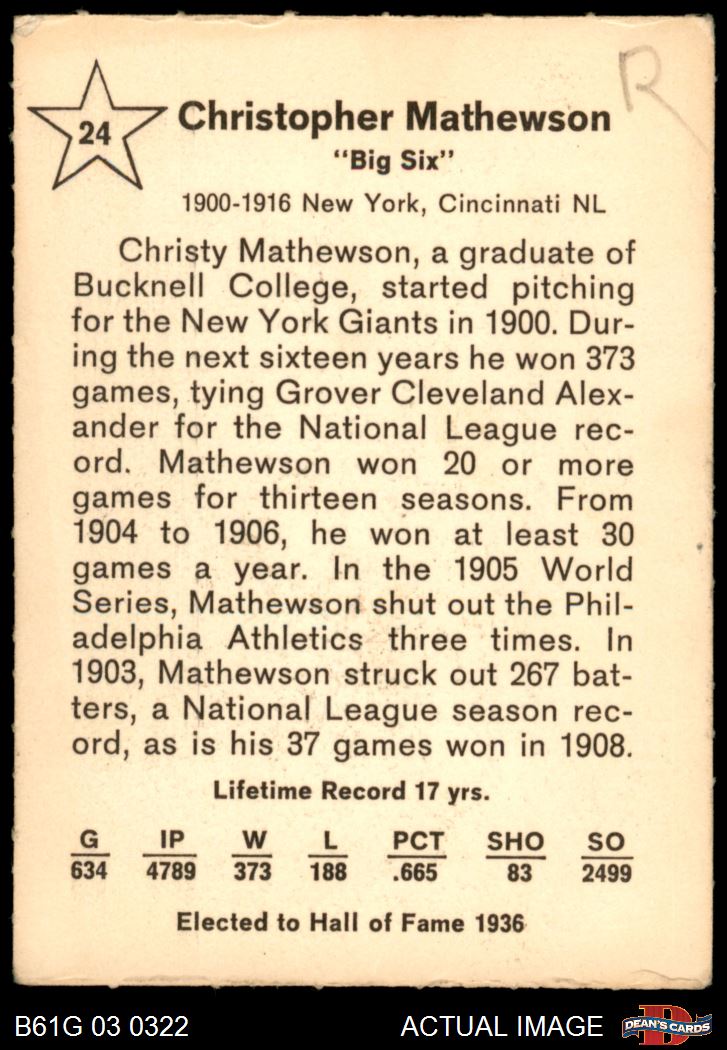 R
24
Christopher Mathewson
"Big Six"
1900-1916 New York, Cincinnati NL
Christy Mathewson, a graduate of
Bucknell College, started pitching
for the New York Giants in 1900. Dur-
ing the next sixteen years he won 373
games, tying Grover Cleveland Alex-
ander for the National League rec-
ord. Mathewson won 20 or more
games for thirteen seasons. From
1904 to 1906, he won at least 30
games a year. In the 1905 World
Series, Mathewson shut out the Phil-
adelphia Athletics three times. In
1903, Mathewson struck out 267 bat-
ters, a National League season rec-
ord, as is his 37 games won in 1908.
Lifetime Record 17 yrs.
G IP W L PCT SHO SO
634 4789 373 188 .665 83 2499
Elected to Hall of Fame 1936
B61G 03 0322 ACTUAL IMAGE
D
DEAN'S CARDS